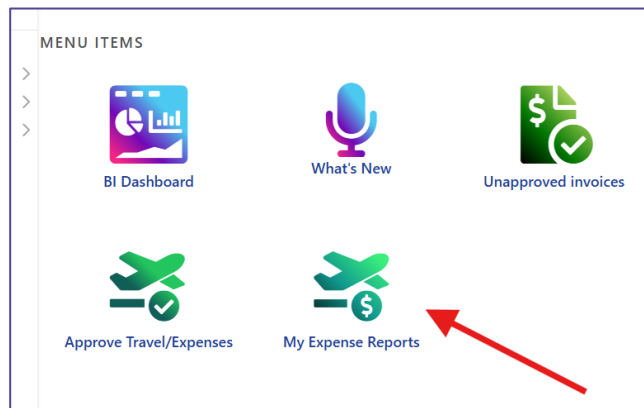 MENU ITEMS
BI Dashboard
What's New
Unapproved invoices
Approve Travel/Expenses
My Expense Reports